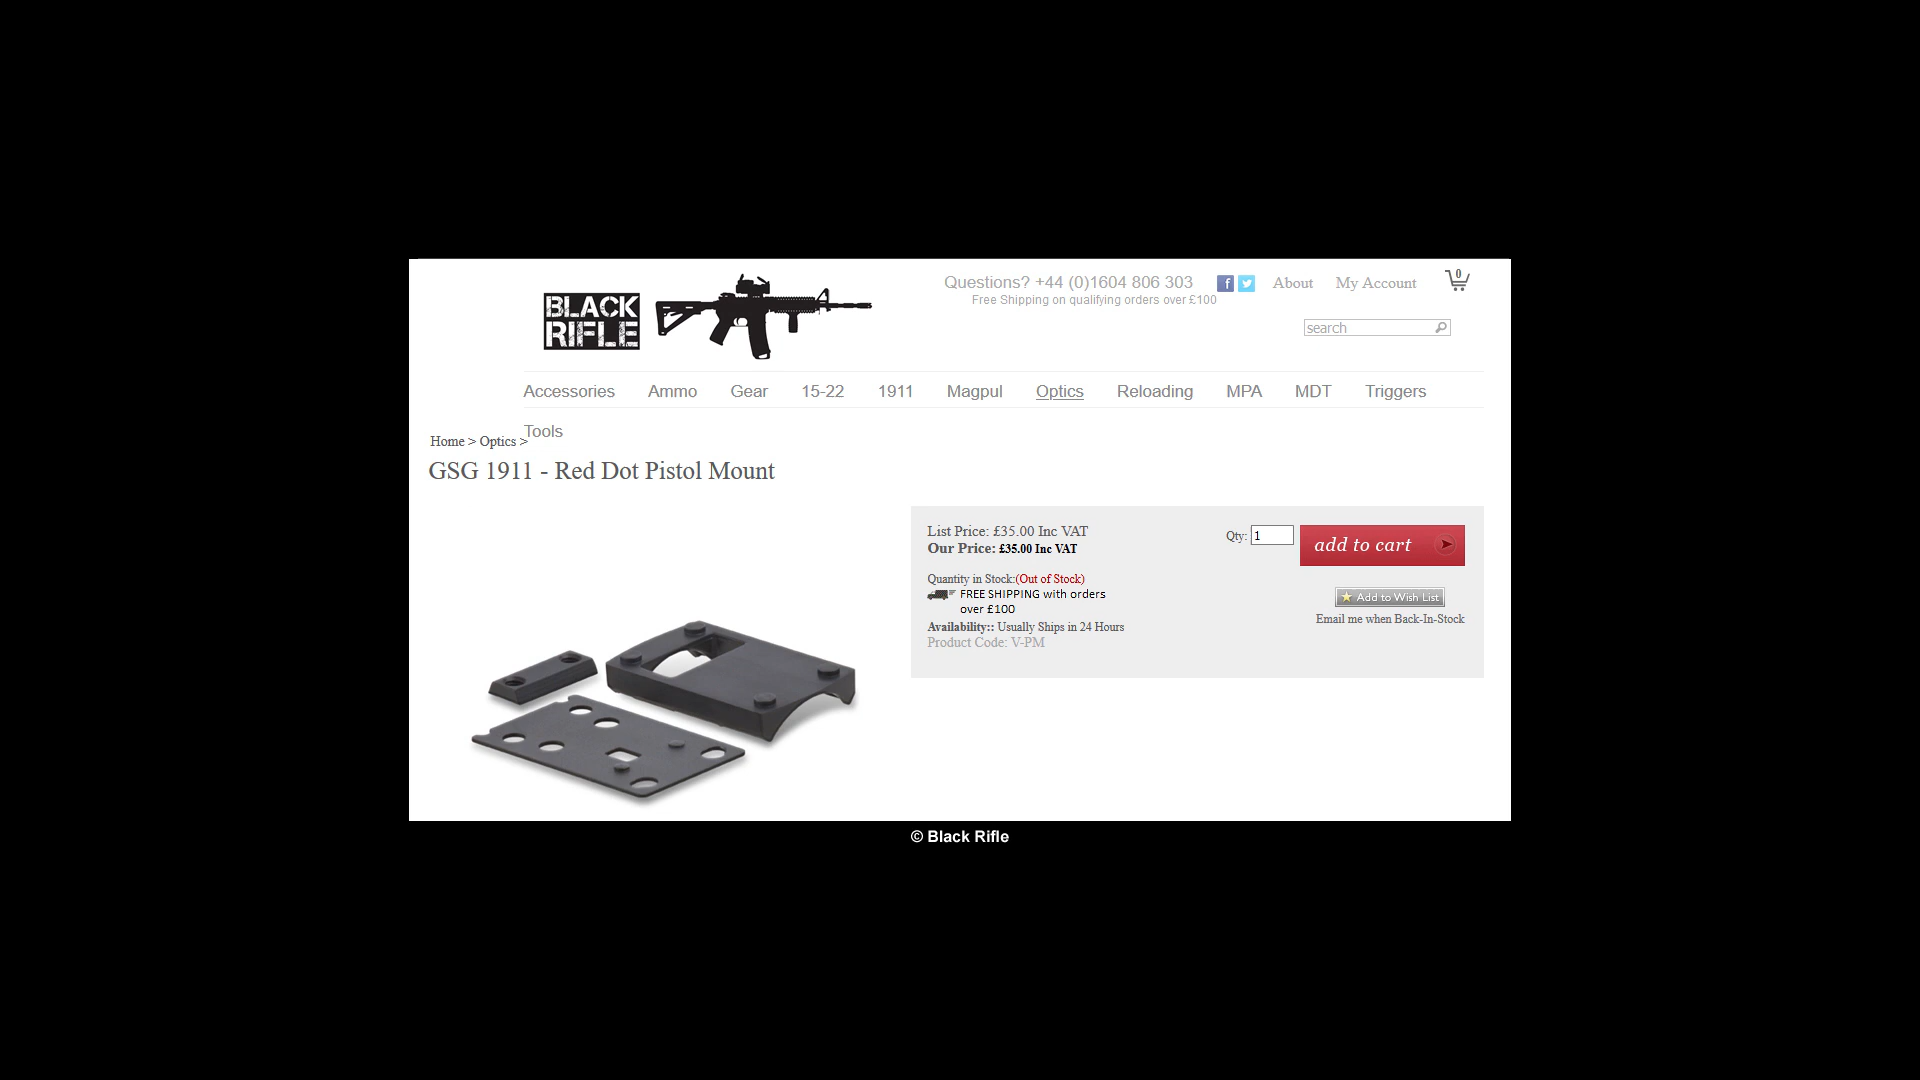 BLACK
RIFLE
Questions? +44 (0)1604 806 303
Free Shipping on qualifying orders over £100
f
About
My Account
0
search
Accessories
Ammo
Gear
15-22
1911
Magpul
Optics
Reloading
MPA
MDT
Triggers
Tools
Home > Optics >
GSG 1911 - Red Dot Pistol Mount
List Price: £35.00 Inc VAT
Our Price: £35.00 Inc VAT
Qty: 1
add to cart
Quantity in Stock:(Out of Stock)
FREE SHIPPING with orders
over £100
Add to Wish List
Email me when Back-In-Stock
Availability:: Usually Ships in 24 Hours
Product Code: V-PM
© Black Rifle